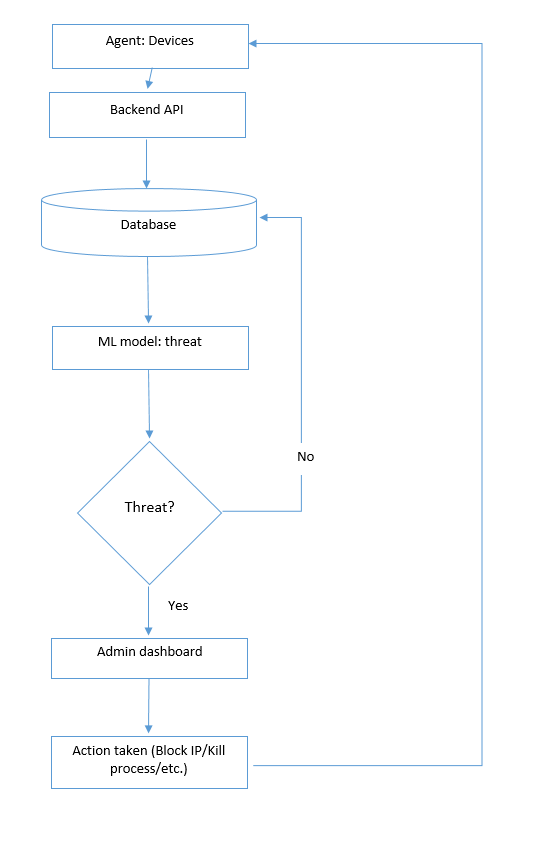 Agent: Devices
Backend API
Database
ML model: threat
No
Threat?
Yes
Admin dashboard
Action taken (Block IP/Kill
process/etc.)